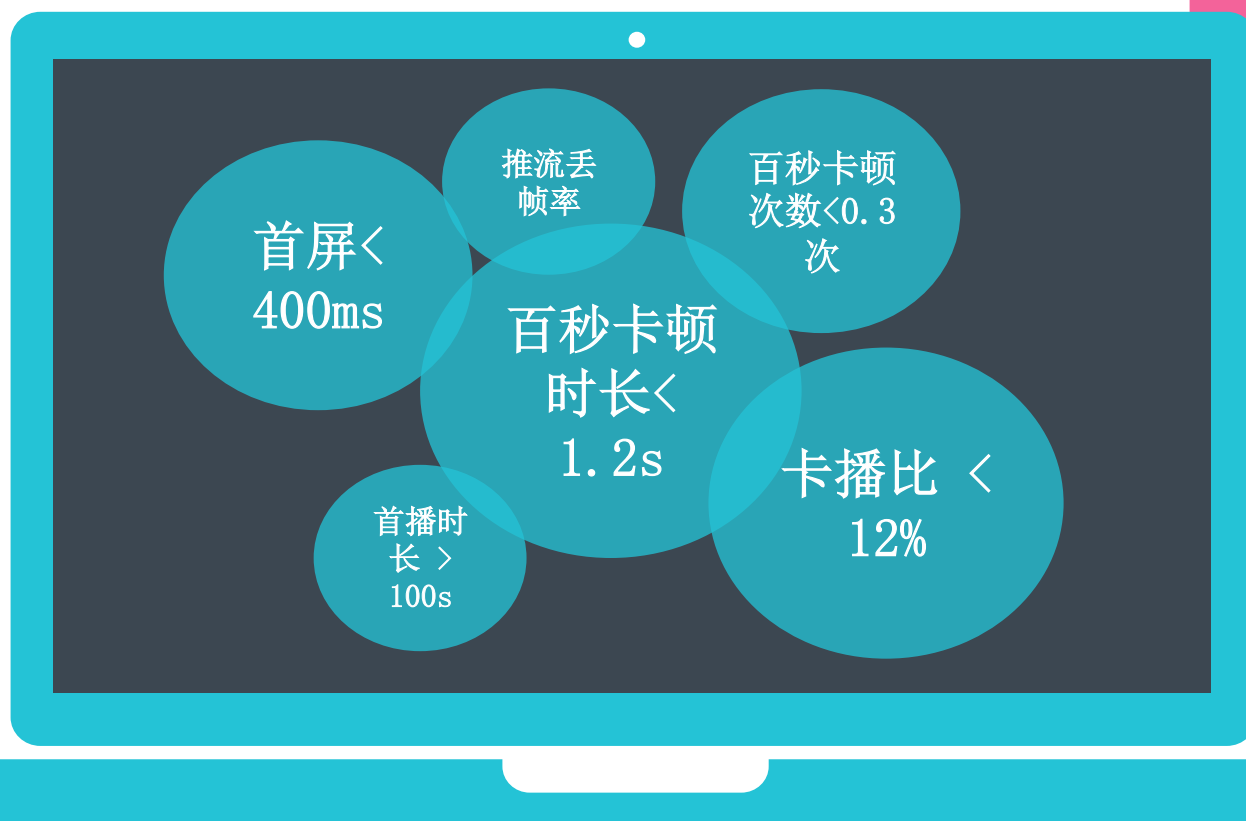 推流丢
帧率
百秒卡顿
次数<0.3
次
首屏<
400ms
百秒卡顿
时长<
1.2s
卡播比 <
12%
首播时
长 >
100s